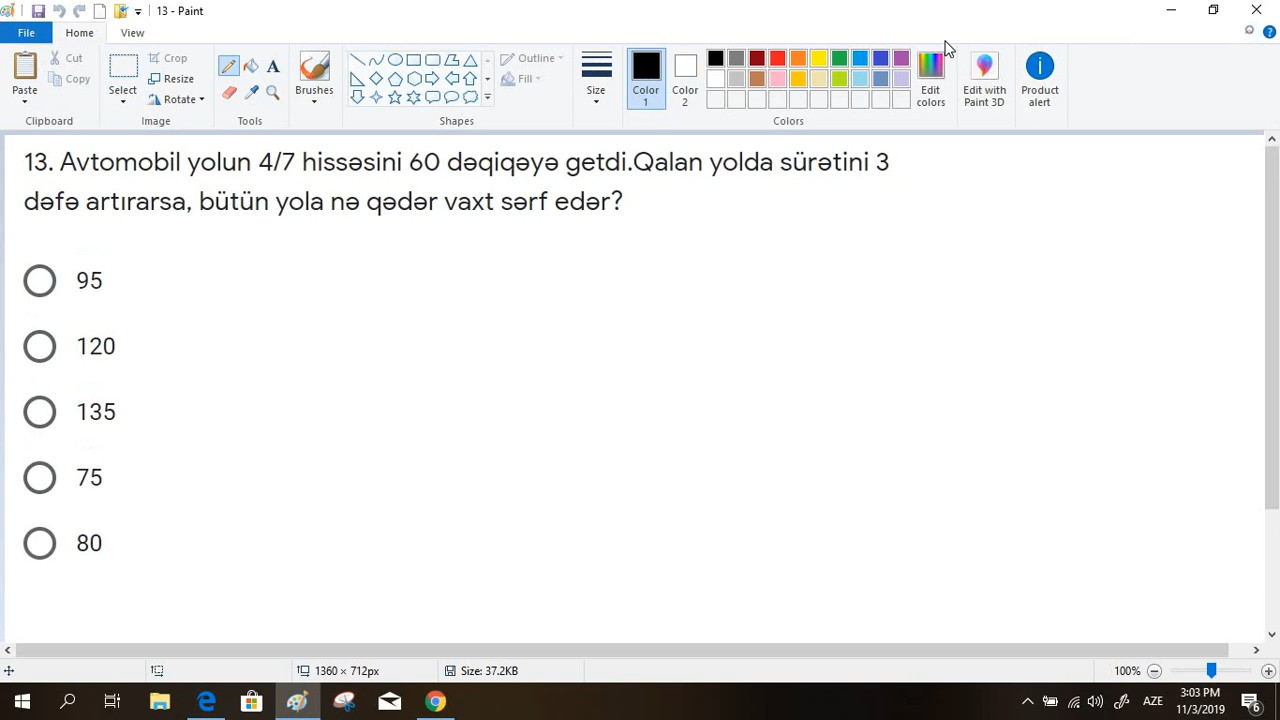 13 - Paint
File Home View
Paste
Cut
Copy
Clipboard
Select
Crop
Resize
Rotate
Image
A
Tools
Brushes
Outline
Fill
Shapes
Size
Color 1
Color 2
Colors
Edit colors
Edit with Paint 3D
Product alert
13. Avtomobil yolun 4/7 hissəsini 60 dəqiqəyə getdi.Qalan yolda sürətini 3
dəfə artırarsa, bütün yola nə qədər vaxt sərf edər?
95
120
135
75
80
1360 × 712px
Size: 37.2KB
100%
AZE
3:03 PM
11/3/2019
6